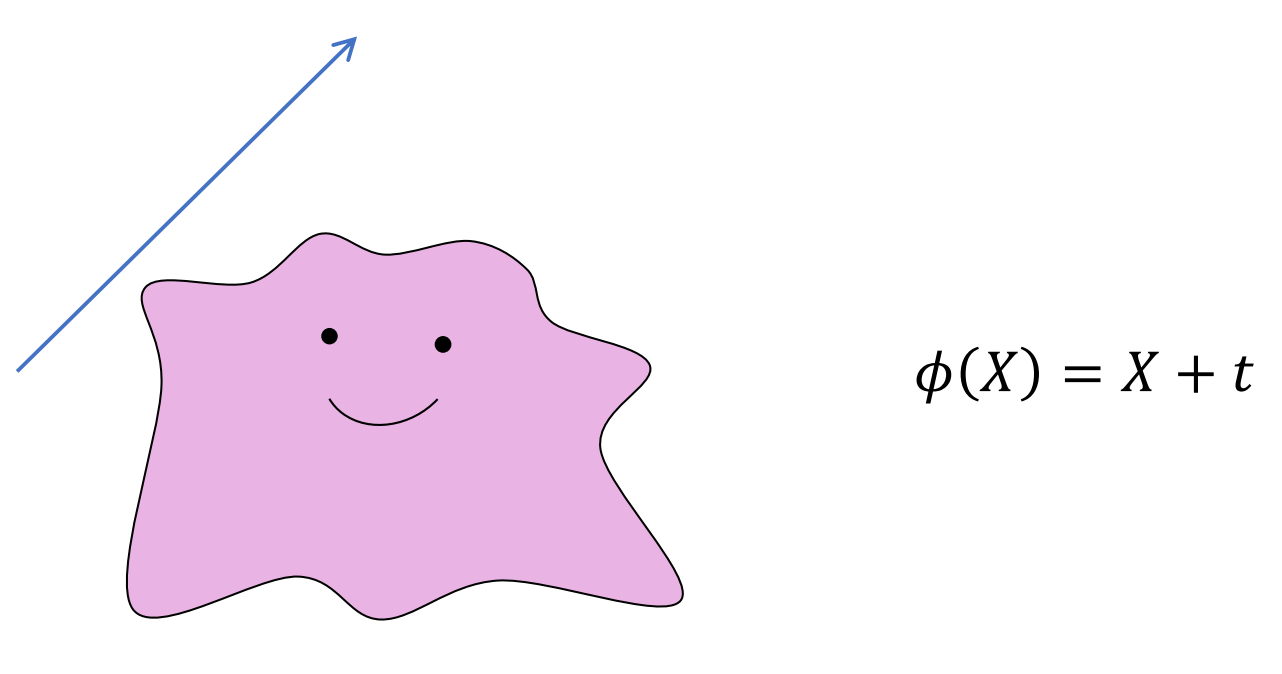 ϕ(X) = X + t